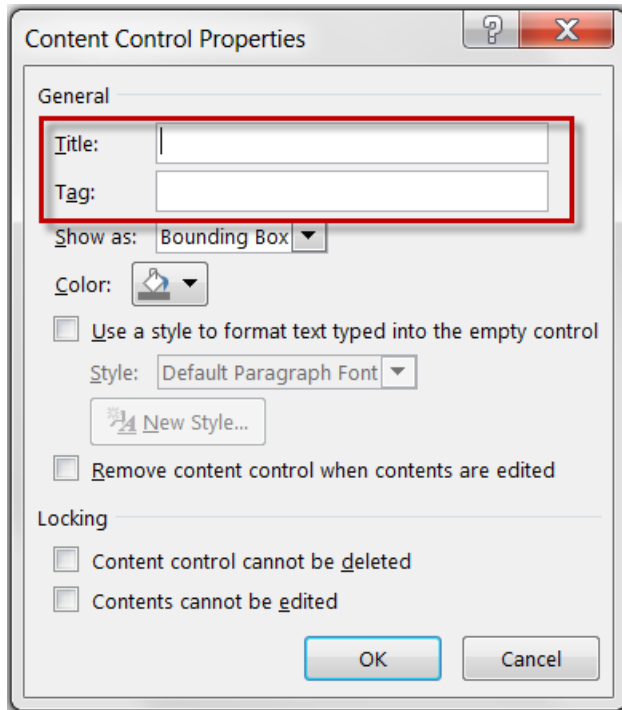 Content Control Properties
General
Title:
Tag:
Show as: Bounding Box
Color:
Use a style to format text typed into the empty control
Style: Default Paragraph Font
New Style...
Remove content control when contents are edited
Locking
Content control cannot be deleted
Contents cannot be edited
OK Cancel